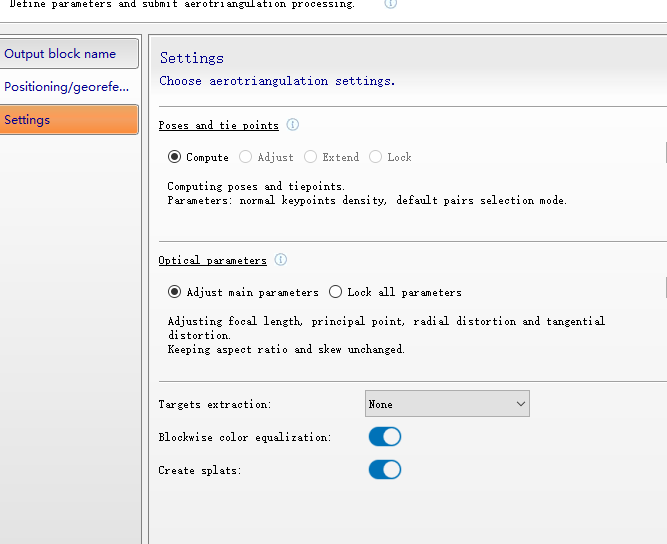 Define parameters and submit aerotriangulation processing.
Output block name
Positioning/georefe...
Settings
Settings
Choose aerotriangulation settings.
Poses and tie points
Compute Adjust Extend Lock
Computing poses and tiepoints.
Parameters: normal keypoints density, default pairs selection mode.
Optical parameters
Adjust main parameters Lock all parameters
Adjusting focal length, principal point, radial distortion and tangential
distortion.
Keeping aspect ratio and skew unchanged.
Targets extraction: None
Blockwise color equalization:
Create splats: